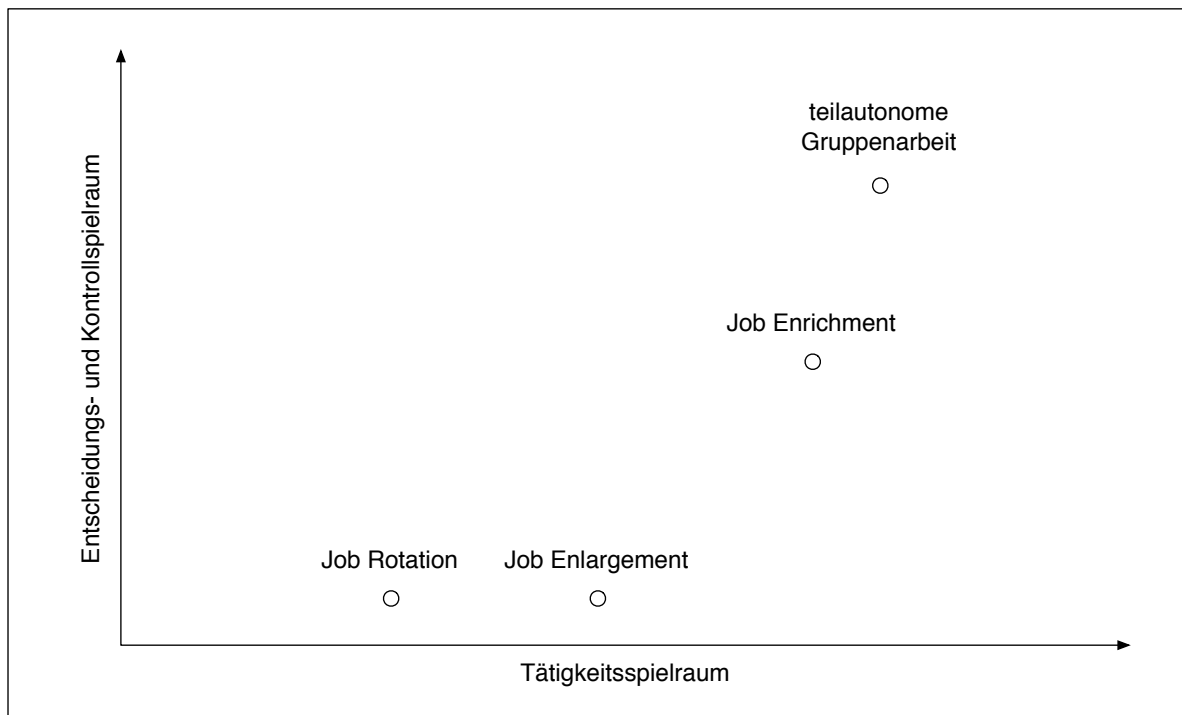 teilautonome
Gruppenarbeit
Entscheidungs- und Kontrollspielraum
Job Enrichment
Job Rotation
Job Enlargement
Tätigkeitsspielraum